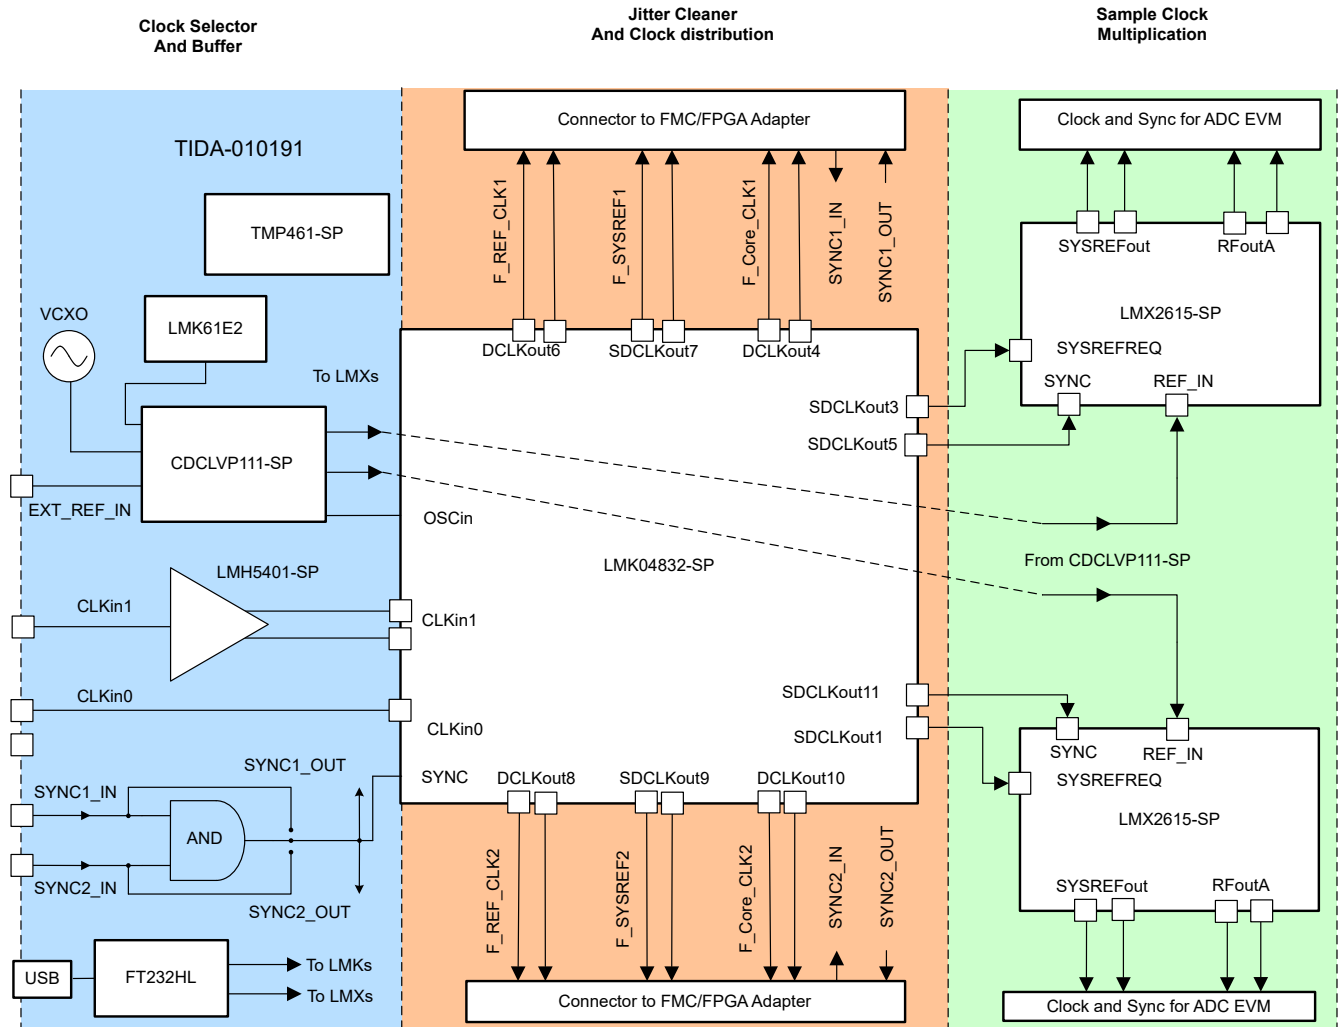 Clock Selector
And Buffer
Jitter Cleaner
And Clock distribution
Sample Clock
Multiplication
TIDA-010191
TMP461-SP
VCXO
LMK61E2
To LMXs
CDCLVP111-SP
EXT_REF_IN
OSCin
LMH5401-SP
CLKin1
CLKin1
CLKin0
CLKin0
SYNC1_OUT
SYNC
SYNC1_IN
AND
SYNC2_IN
SYNC2_OUT
USB
FT232HL
To LMKs
To LMXs
Connector to FMC/FPGA Adapter
F_REF_CLK1
F_SYSREF1
F_Core_CLK1
SYNC1_IN
SYNC1_OUT
DCLKout6
SDCLKout7
DCLKout4
SDCLKout3
SDCLKout5
LMK04832-SP
SDCLKout11
SDCLKout1
DCLKout8
SDCLKout9
DCLKout10
F_REF_CLK2
F_SYSREF2
F_Core_CLK2
SYNC2_IN
SYNC2_OUT
Connector to FMC/FPGA Adapter
Clock and Sync for ADC EVM
SYSREFout
RFoutA
LMX2615-SP
SYSREFREQ
SYNC
REF_IN
From CDCLVP111-SP
SYNC
REF_IN
SYSREFREQ
LMX2615-SP
SYSREFout
RFoutA
Clock and Sync for ADC EVM